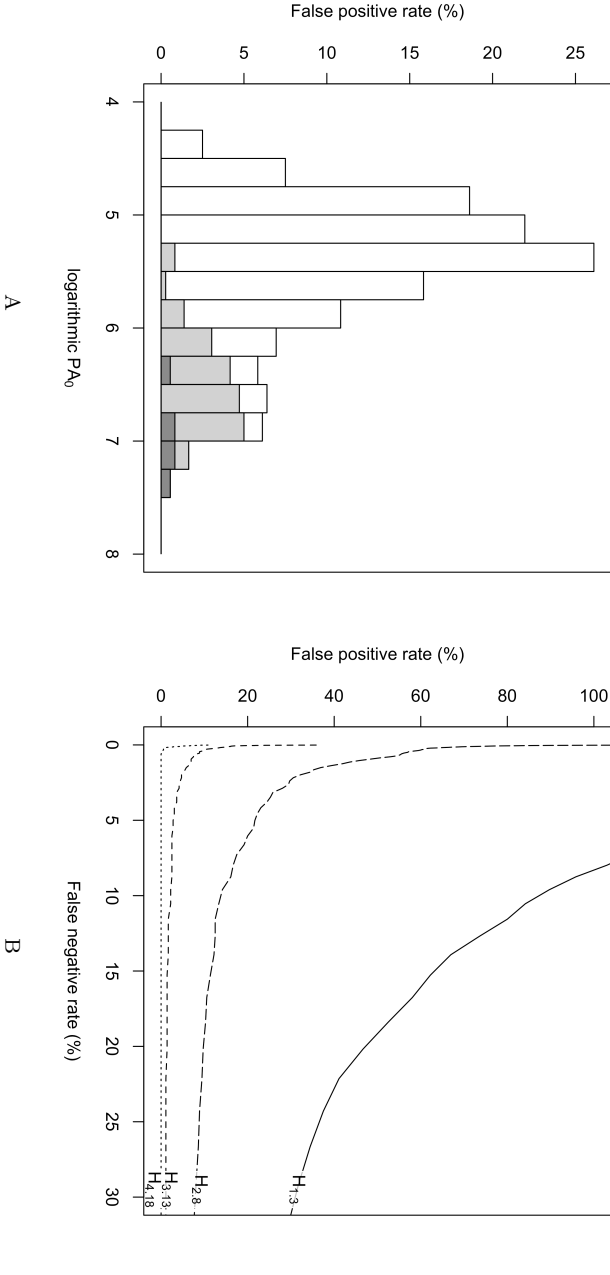 False positive rate (%)
0 5 10 15 20 25
4 5 6 7 8
logarithmic PA0
A
False positive rate (%)
0 20 40 60 80 100
0 5 10 15 20 25 30
H4,18
H3,13
H2,8
H1,3
False negative rate (%)
B